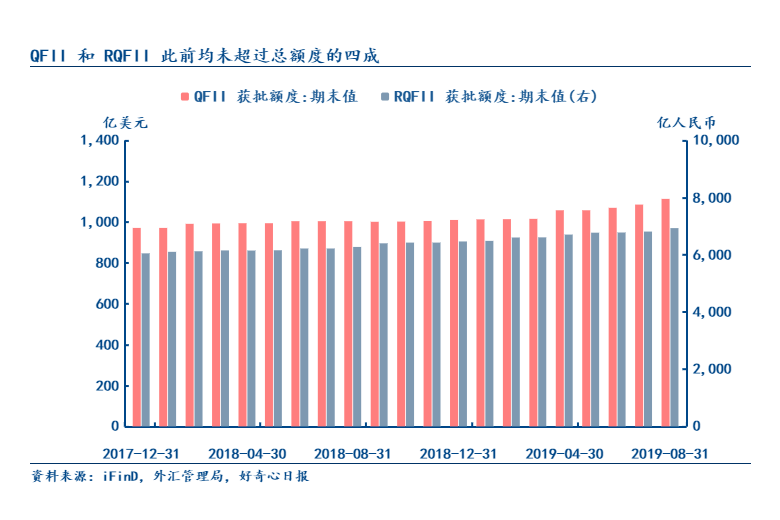 QFII 和 RQFII 此前均未超过总额度的四成
QFII 获批额度:期末值 RQFII 获批额度:期末值(右)
亿美元 亿人民币
1,400 10,000
1,200 8,000
1,000
800 6,000
600 4,000
400
200 2,000
0 0
2017-12-31 2018-04-30 2018-08-31 2018-12-31 2019-04-30 2019-08-31
资料来源: iFinD, 外汇管理局, 好奇心日报